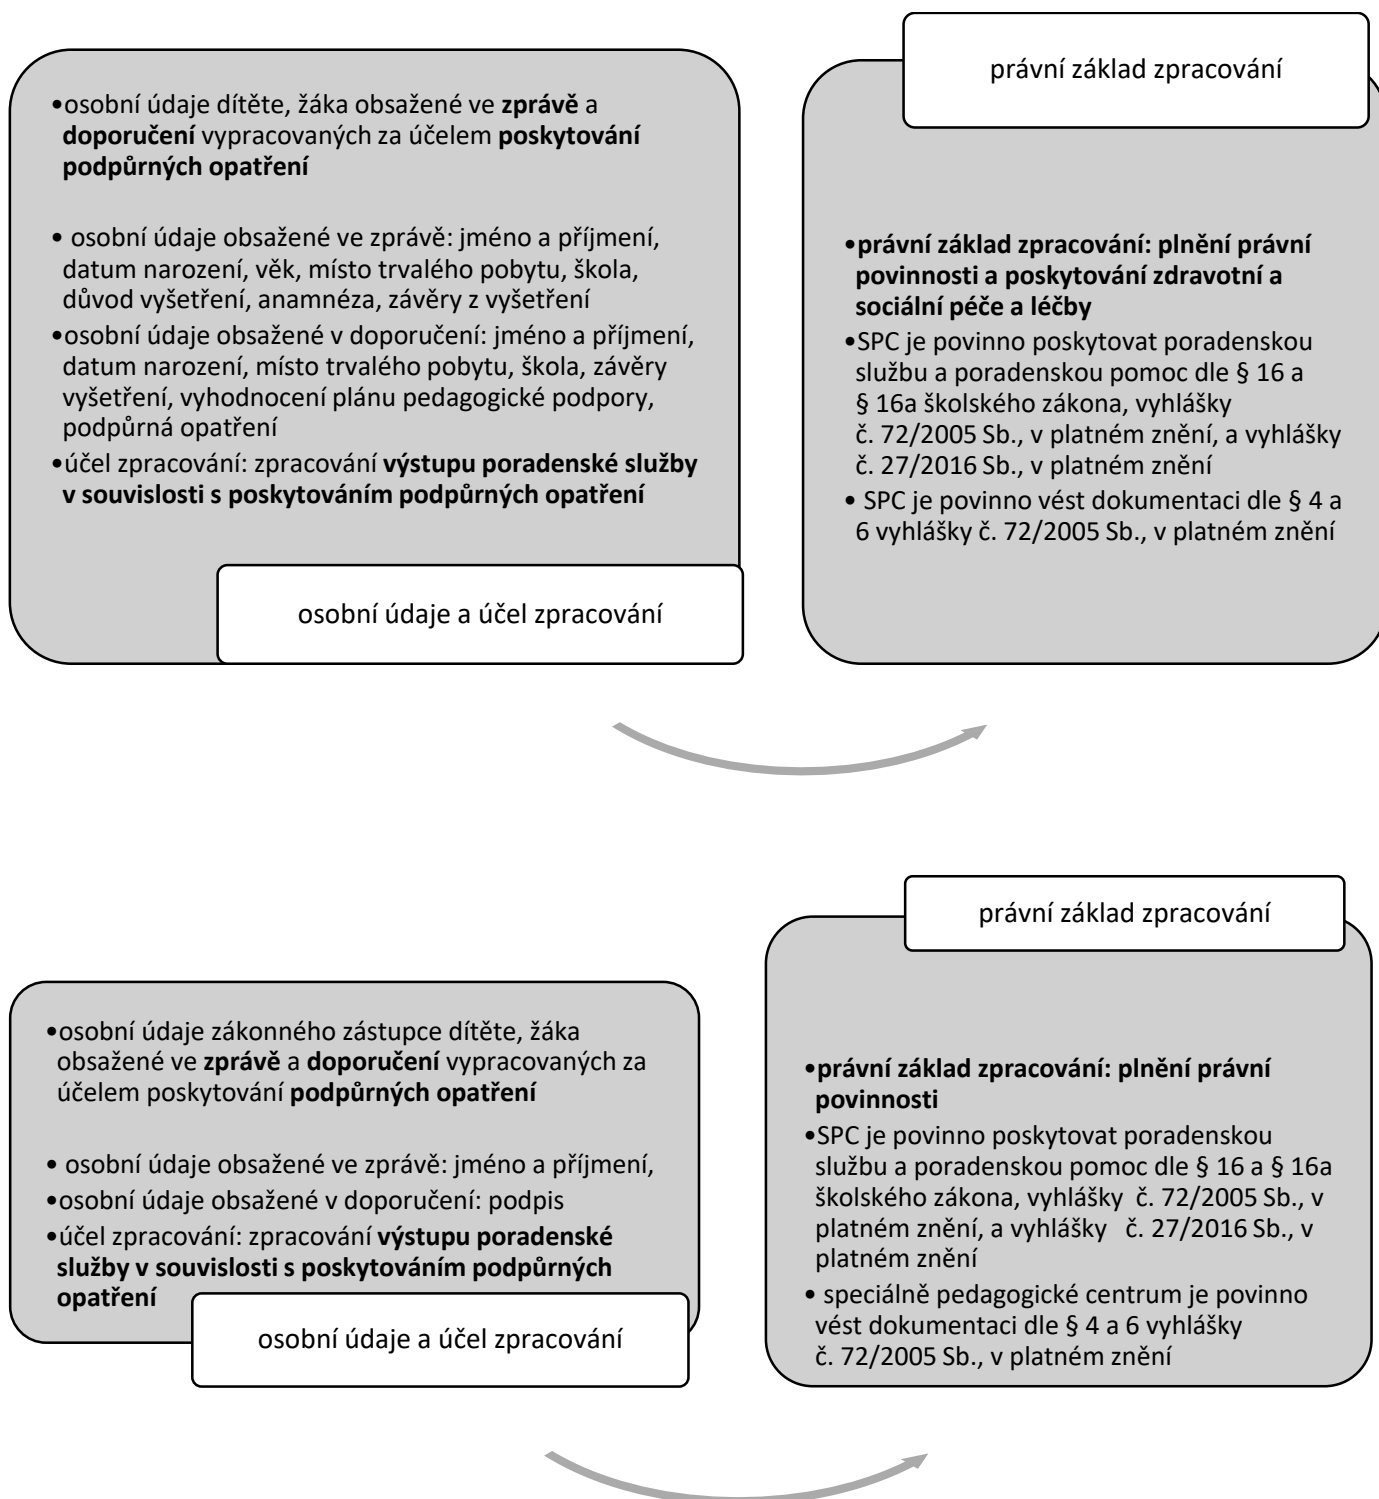 •osobní údaje dítěte, žáka obsažené ve zprávě a
doporučení vypracovaných za účelem poskytování
podpůrných opatření
• osobní údaje obsažené ve zprávě: jméno a příjmení,
datum narození, věk, místo trvalého pobytu, škola,
důvod vyšetření, anamnéza, závěry z vyšetření
•osobní údaje obsažené v doporučení: jméno a příjmení,
datum narození, místo trvalého pobytu, škola, závěry
vyšetření, vyhodnocení plánu pedagogické podpory,
podpůrná opatření
•účel zpracování: zpracování výstupu poradenské služby
v souvislosti s poskytováním podpůrných opatření
osobní údaje a účel zpracování
právní základ zpracování
•právní základ zpracování: plnění právní
povinnosti a poskytování zdravotní a
sociální péče a léčby
•SPC je povinno poskytovat poradenskou
službu a poradenskou pomoc dle § 16 a
§ 16a školského zákona, vyhlášky
č. 72/2005 Sb., v platném znění, a vyhlášky
č. 27/2016 Sb., v platném znění
• SPC je povinno vést dokumentaci dle § 4 a
6 vyhlášky č. 72/2005 Sb., v platném znění
•osobní údaje zákonného zástupce dítěte, žáka
obsažené ve zprávě a doporučení vypracovaných za
účelem poskytování podpůrných opatření
• osobní údaje obsažené ve zprávě: jméno a příjmení,
•osobní údaje obsažené v doporučení: podpis
•účel zpracování: zpracování výstupu poradenské
služby v souvislosti s poskytováním podpůrných
opatření
osobní údaje a účel zpracování
právní základ zpracování
•právní základ zpracování: plnění právní
povinnosti
•SPC je povinno poskytovat poradenskou
službu a poradenskou pomoc dle § 16 a § 16a
školského zákona, vyhlášky č. 72/2005 Sb., v
platném znění, a vyhlášky č. 27/2016 Sb., v
platném znění
• speciálně pedagogické centrum je povinno
vést dokumentaci dle § 4 a 6 vyhlášky
č. 72/2005 Sb., v platném znění